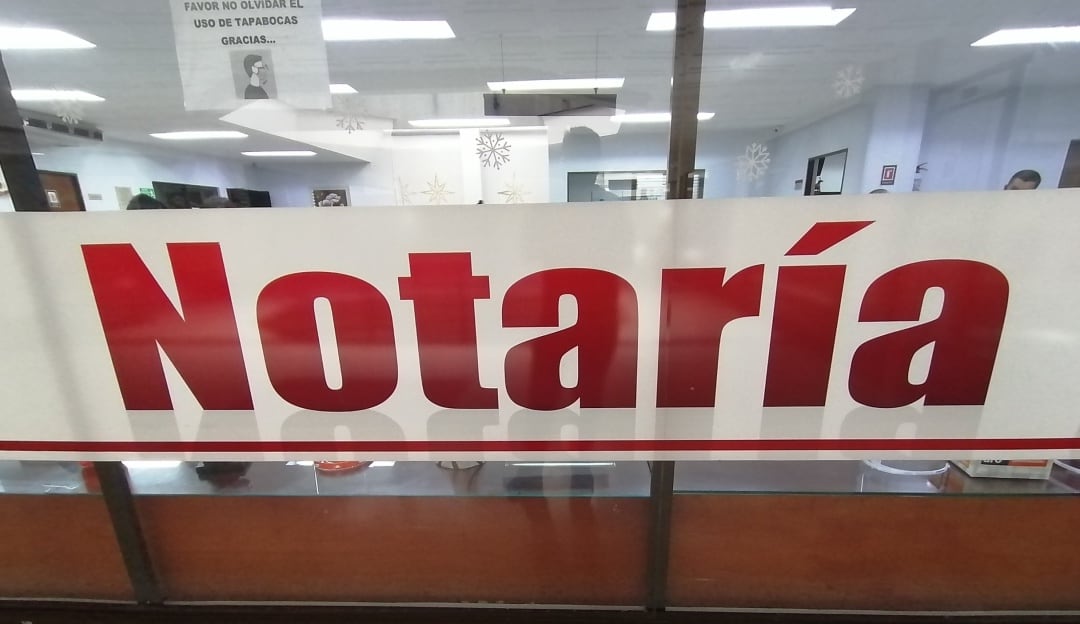 FAVOR NO OLVIDAR EL
USO DE TAPABOCAS
GRACIAS...
Notaría